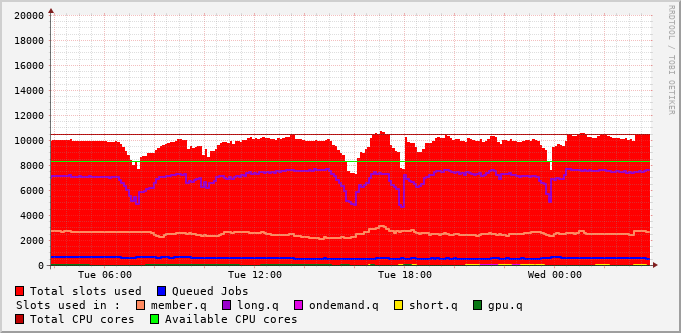 20000
18000
16000
14000
12000
10000
8000
6000
4000
2000
0
Tue 06:00 Tue 12:00 Tue 18:00 Wed 00:00
Total slots used Queued Jobs
Slots used in : member.q long.q ondemand.q short.q gpu.q
Total CPU cores Available CPU cores
RRDTOOL / TOBI OETIKER